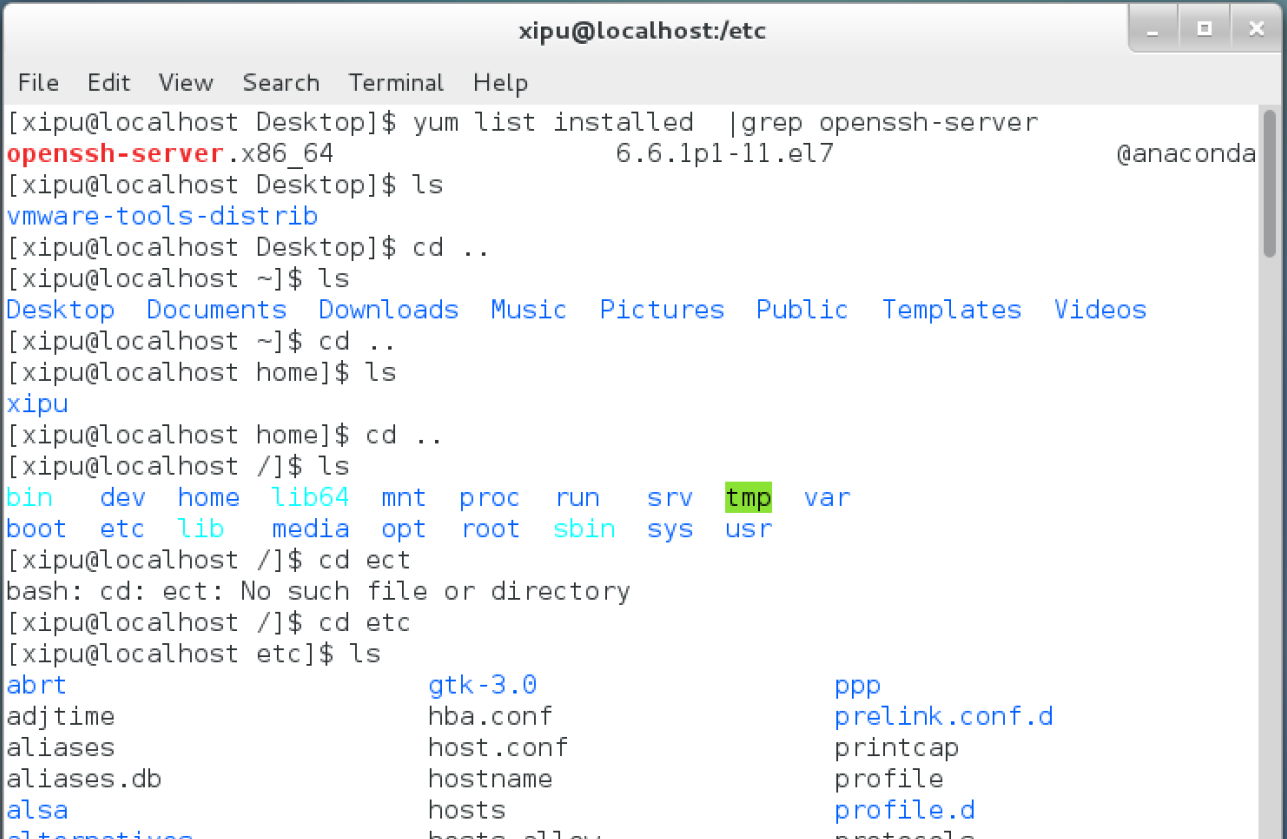 xipu@localhost:/etc
File Edit View Search Terminal Help
[xipu@localhost Desktop]$ yum list installed  |grep openssh-server
openssh-server.x86_64                  6.6.1p1-11.el7                  @anaconda
[xipu@localhost Desktop]$ ls
vmware-tools-distrib
[xipu@localhost Desktop]$ cd ..
[xipu@localhost ~]$ ls
Desktop  Documents  Downloads  Music  Pictures  Public  Templates  Videos
[xipu@localhost ~]$ cd ..
[xipu@localhost home]$ ls
xipu
[xipu@localhost home]$ cd ..
[xipu@localhost /]$ ls
bin   dev  home  lib64  mnt  proc  run   srv  tmp  var
boot  etc  lib   media  opt  root  sbin  sys  usr
[xipu@localhost /]$ cd ect
bash: cd: ect: No such file or directory
[xipu@localhost /]$ cd etc
[xipu@localhost etc]$ ls
abrt                       gtk-3.0                   ppp
adjtime                    hba.conf                  prelink.conf.d
aliases                    host.conf                 printcap
aliases.db                 hostname                  profile
alsa                       hosts                     profile.d
alternatives               hosts.allow               protocols